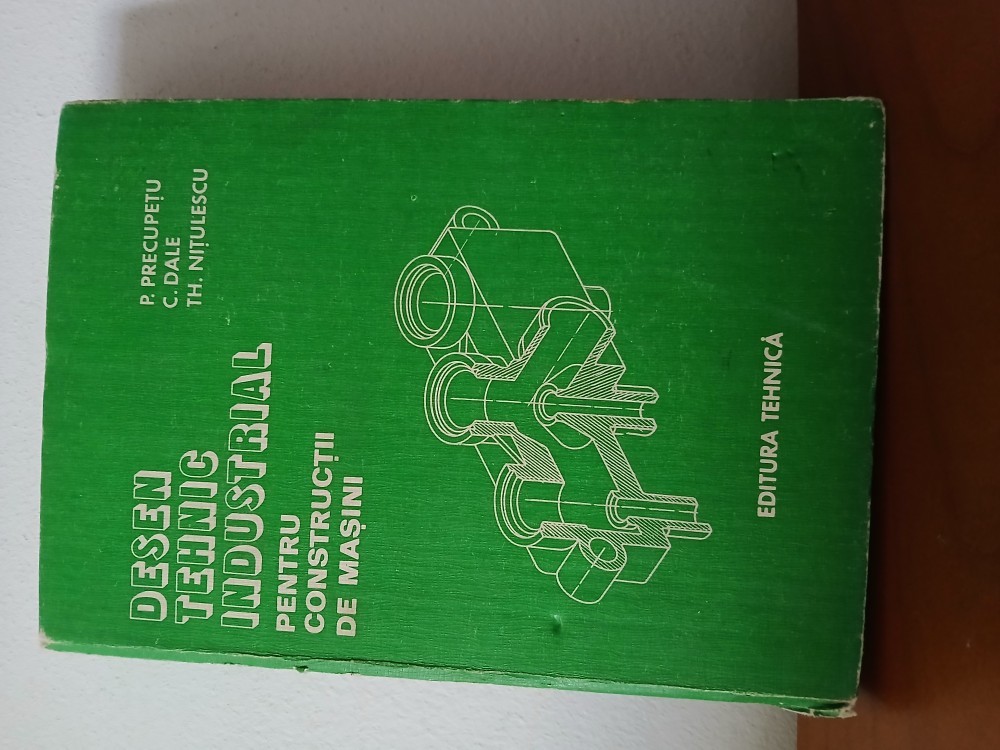 P. PRECUPEȚU
C. DALE
TH. NIȚULESCU
DESEN
TEHNIC
INDUSTRIAL
PENTRU
CONSTRUCȚII
DE MAȘINI
EDITURA TEHNICĂ